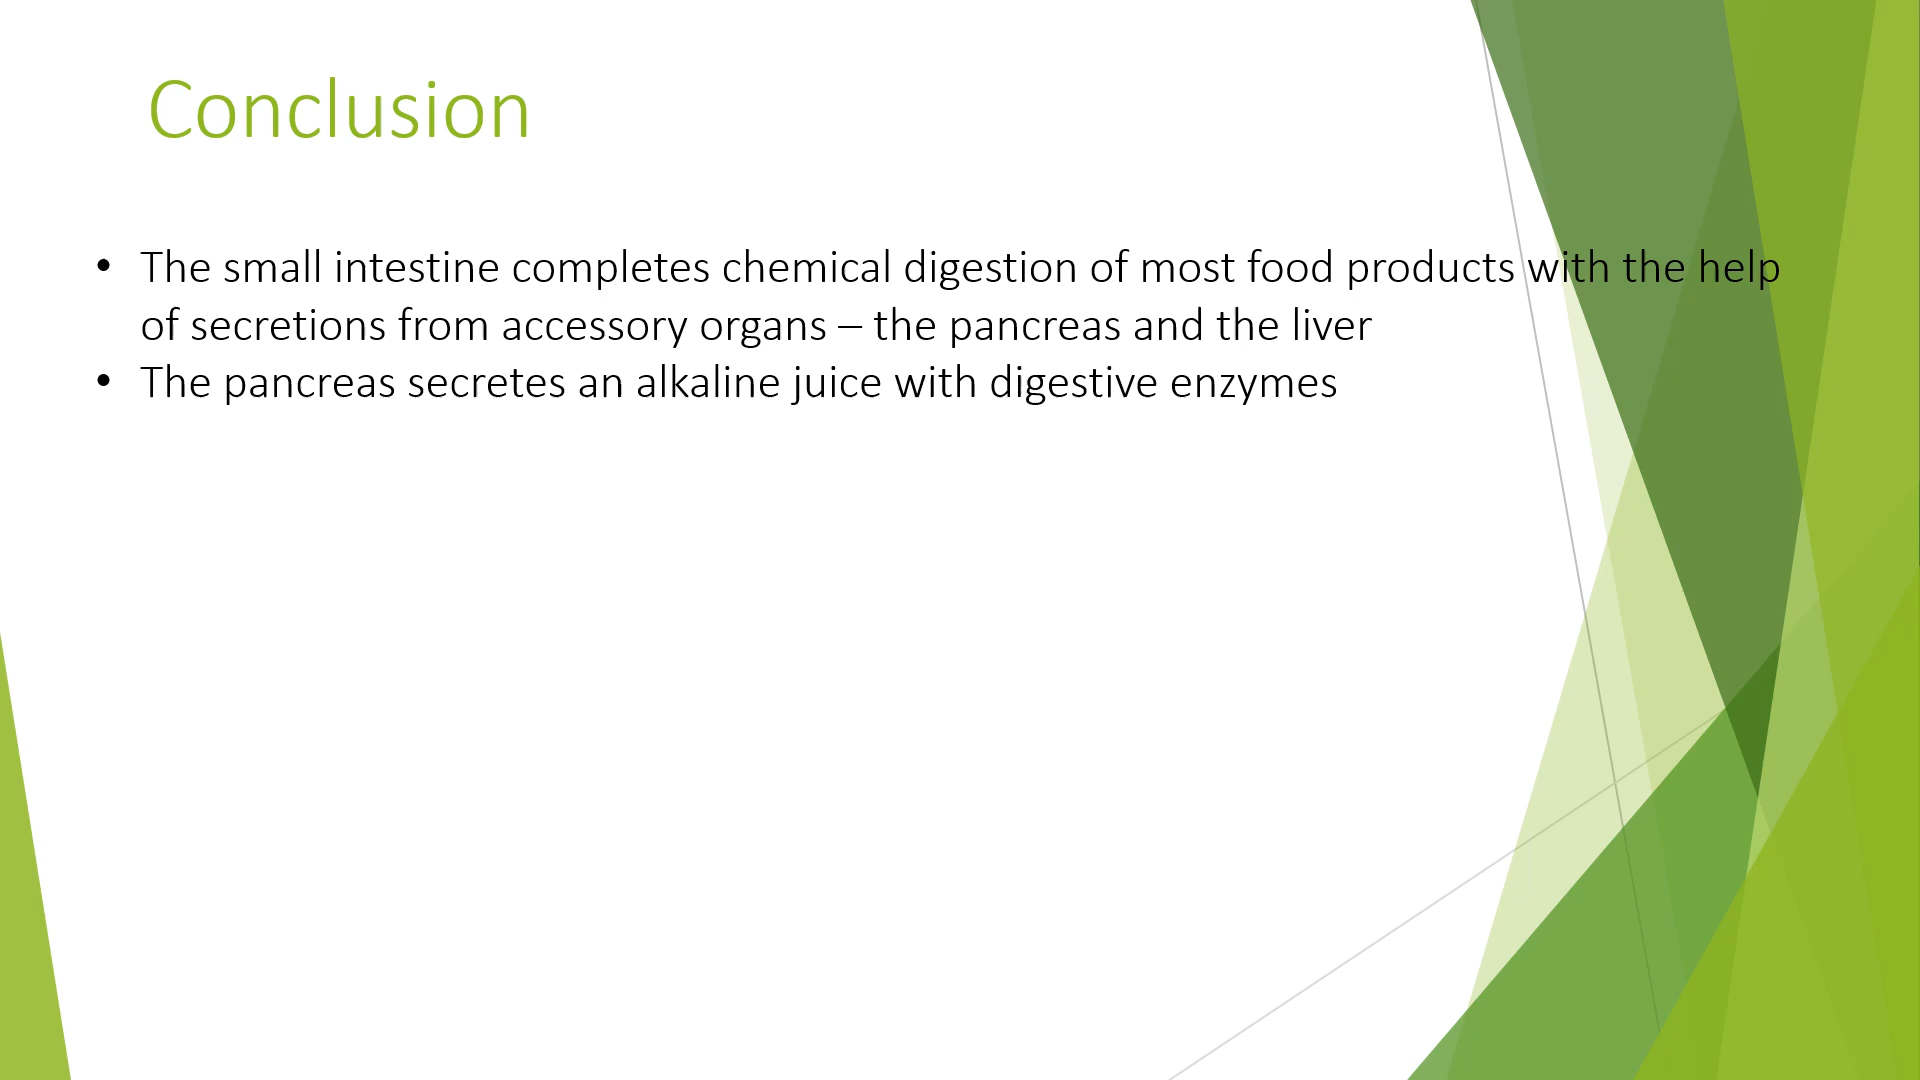 Conclusion
• The small intestine completes chemical digestion of most food products with the help
of secretions from accessory organs – the pancreas and the liver
• The pancreas secretes an alkaline juice with digestive enzymes